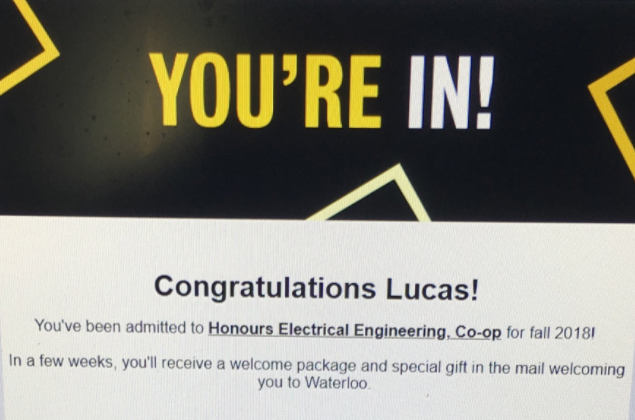 YOU’RE IN!
Congratulations Lucas!
You've been admitted to Honours Electrical Engineering, Co-op for fall 2018!
In a few weeks, you'll receive a welcome package and special gift in the mail welcoming
you to Waterloo.